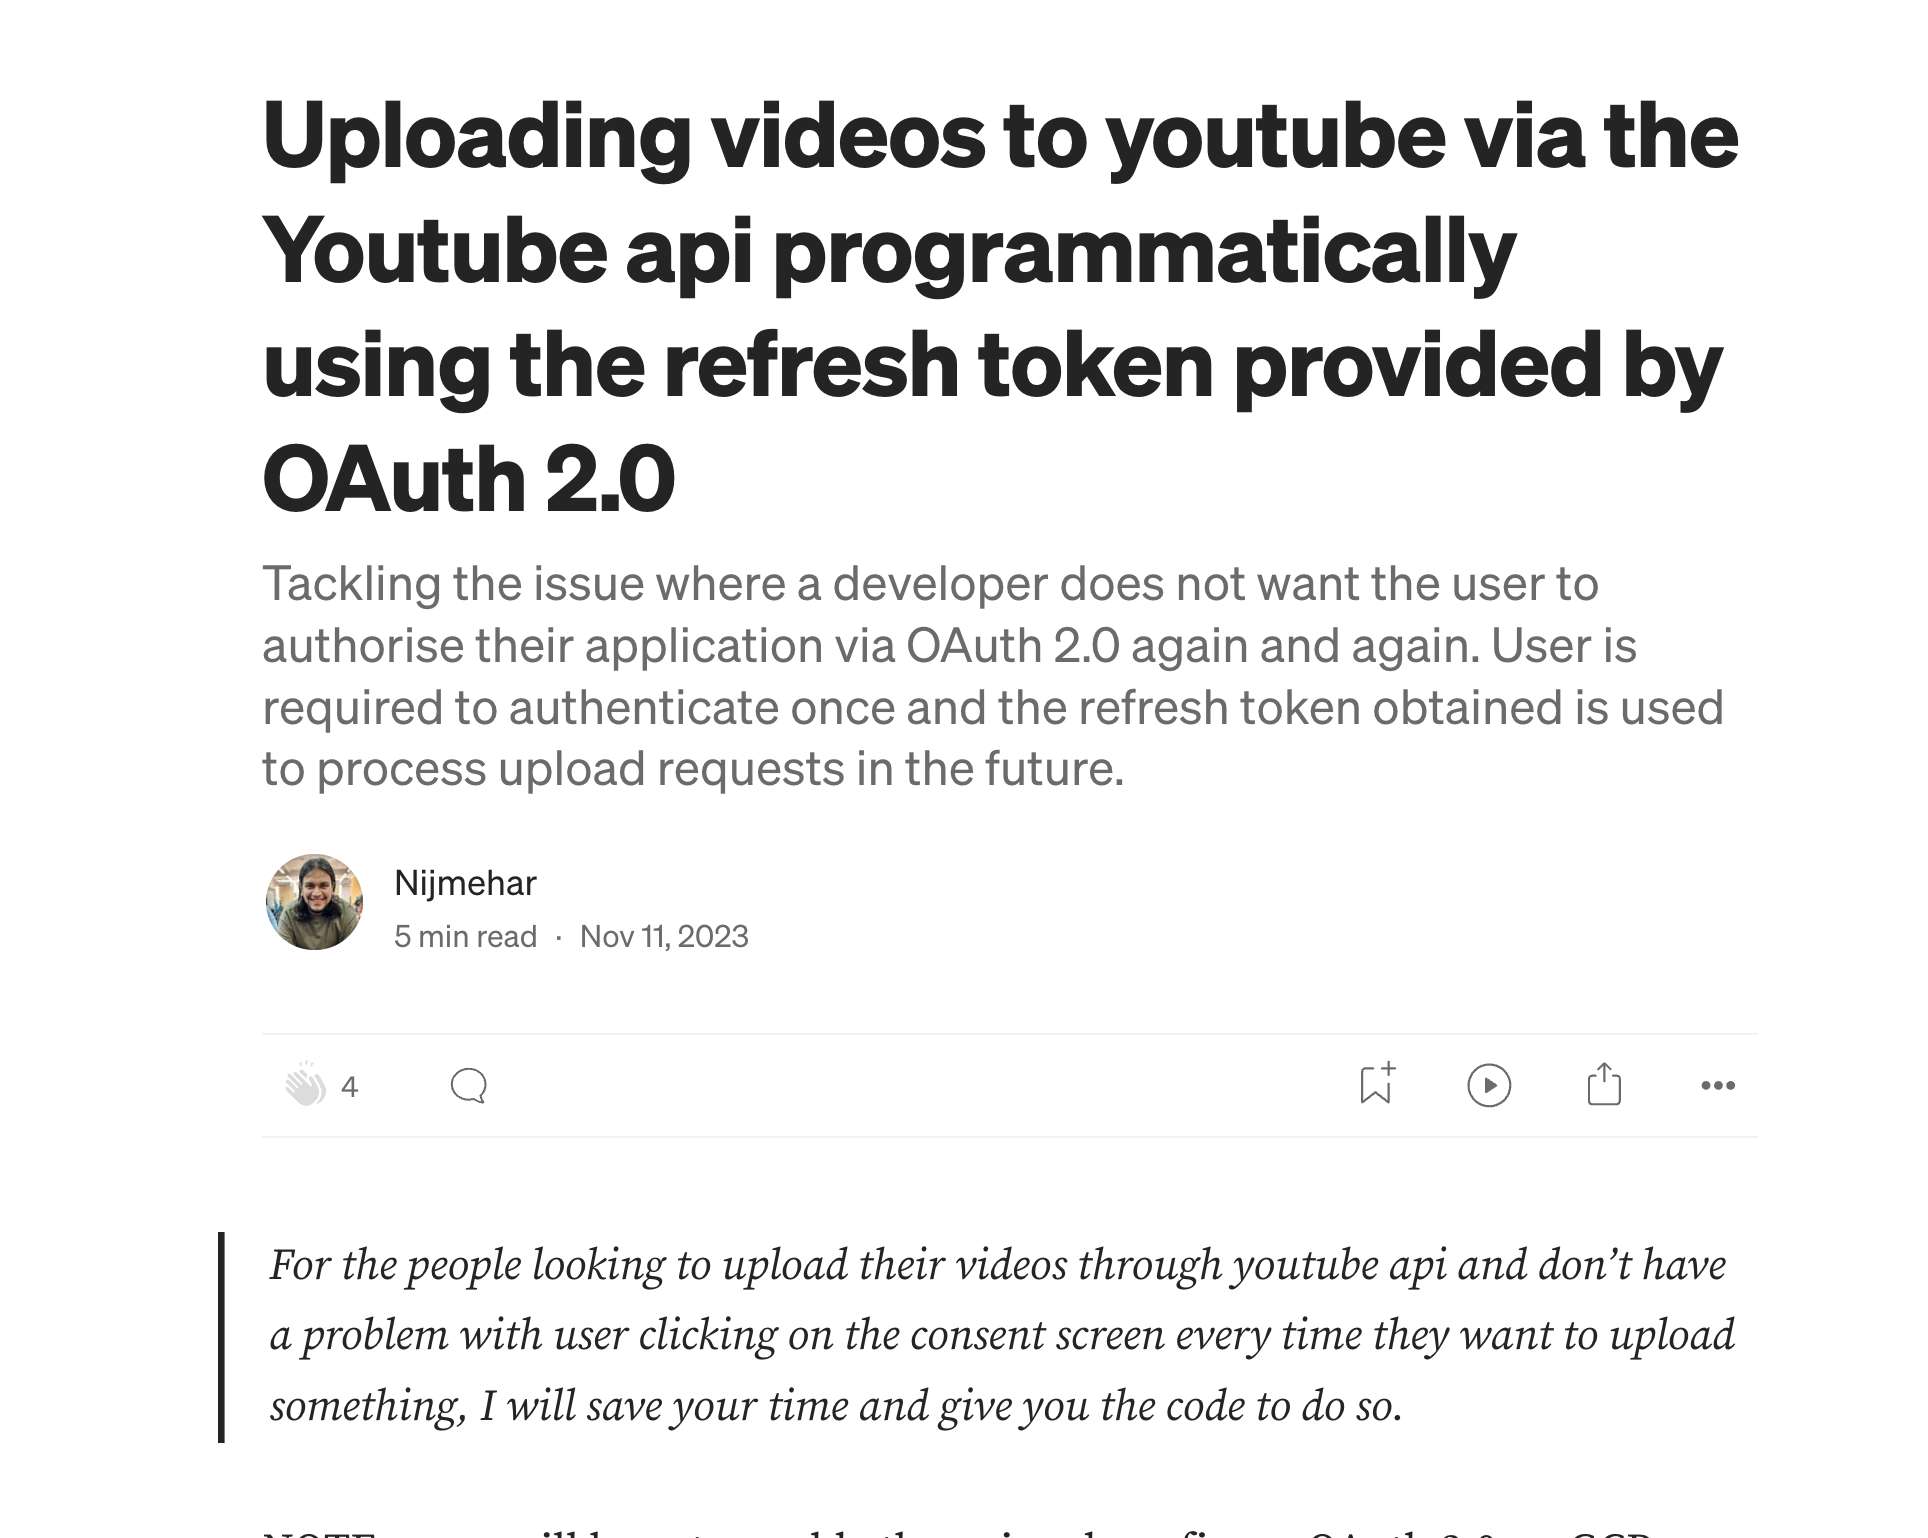 Uploading videos to youtube via the
Youtube api programmatically
using the refresh token provided by
OAuth 2.0
Tackling the issue where a developer does not want the user to
authorise their application via OAuth 2.0 again and again. User is
required to authenticate once and the refresh token obtained is used
to process upload requests in the future.
Nijmehar
5 min read · Nov 11, 2023
4
For the people looking to upload their videos through youtube api and don’t have
a problem with user clicking on the consent screen every time they want to upload
something, I will save your time and give you the code to do so.